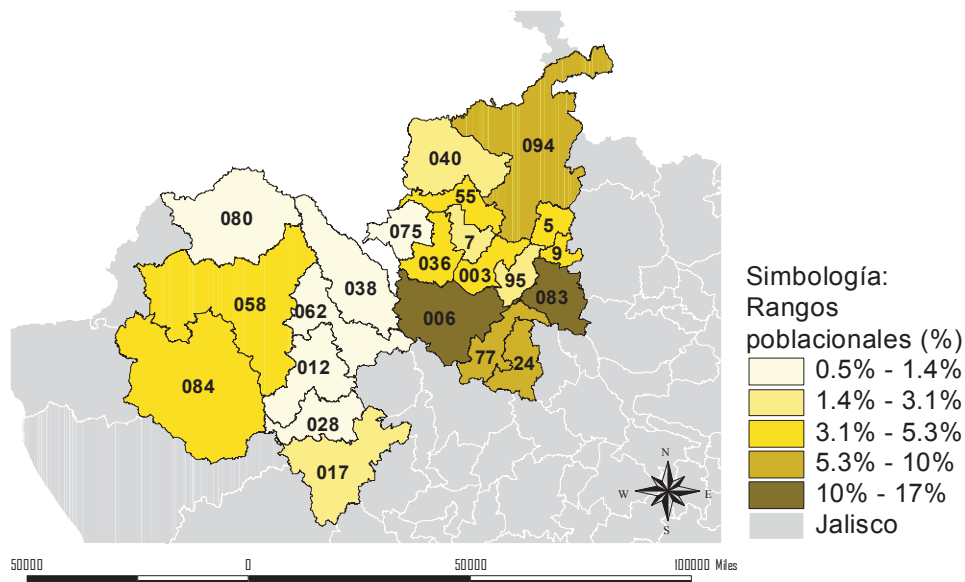 094
040
55
080
075
5
7
9
036
003
95
038
083
058
062
006
77
24
012
084
028
017
N
W
E
S
Simbología:
Rangos
poblacionales (%)
0.5% - 1.4%
1.4% - 3.1%
3.1% - 5.3%
5.3% - 10%
10% - 17%
Jalisco
50000 0 50000 100000 Miles